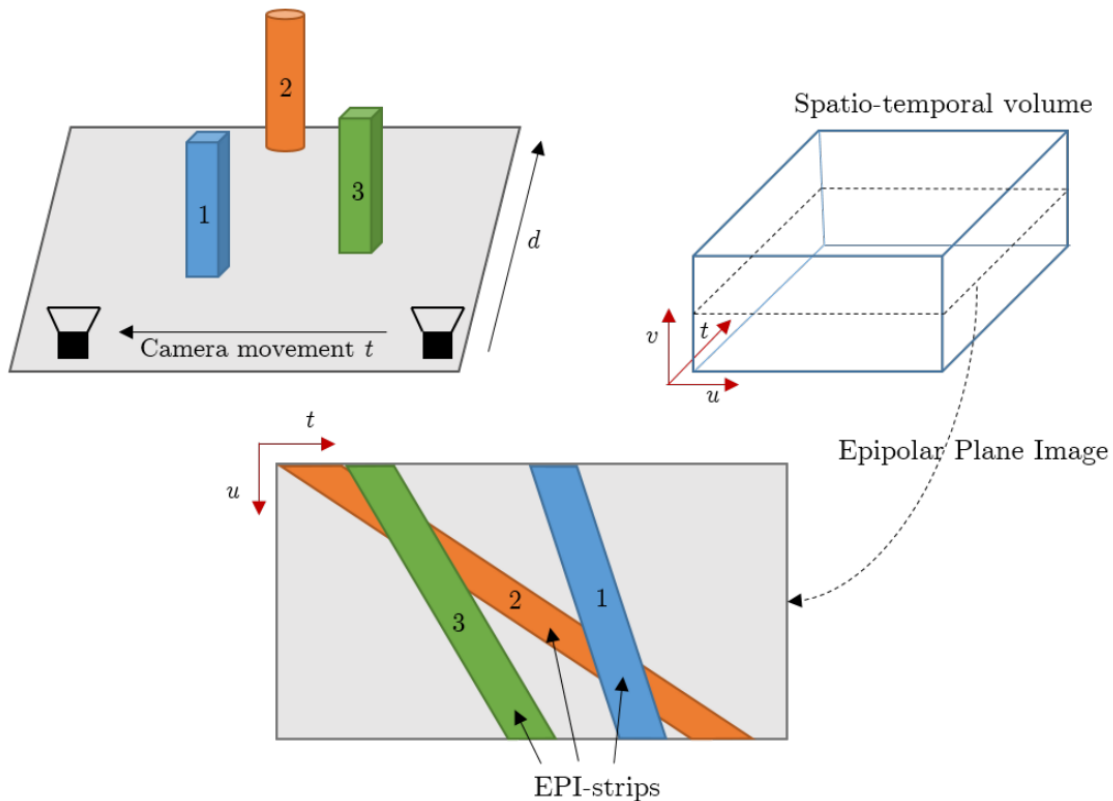 2
3
1
d
Camera movement t
Spatio-temporal volume
v
t
u
Epipolar Plane Image
t
u
2
1
3
EPI-strips